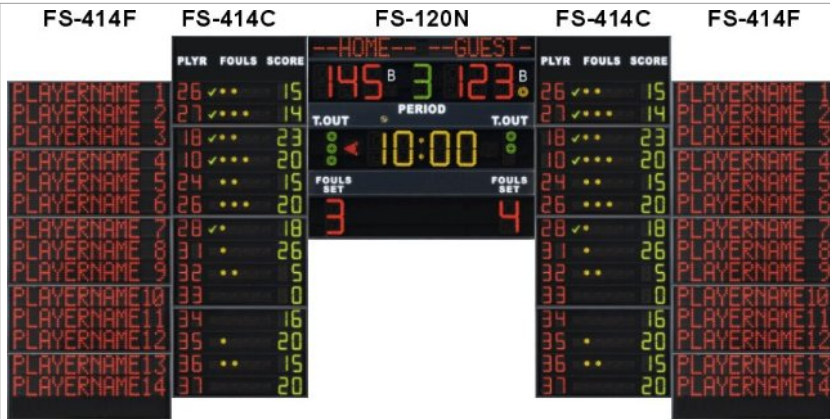 FS-414F FS-414C FS-120N FS-414C FS-414F
PLAYERNAME 1
PLAYERNAME 2
PLAYERNAME 3
PLAYERNAME 4
PLAYERNAME 5
PLAYERNAME 6
PLAYERNAME 7
PLAYERNAME 8
PLAYERNAME 9
PLAYERNAME10
PLAYERNAME11
PLAYERNAME12
PLAYERNAME13
PLAYERNAME14
PLYR FOULS SCORE
26 15
27 14
18 23
10 20
24 15
26 20
28 18
31 26
32 5
33 0
34 16
35 20
36 15
37 20
--HOME-- --GUEST-
145 B 3 123 B
PERIOD
T.OUT T.OUT
10:00
FOULS SET FOULS SET
3 4
PLYR FOULS SCORE
26 15
27 14
18 23
10 20
24 15
26 20
28 18
31 26
32 5
33 0
34 16
35 20
36 15
37 20
PLAYERNAME 1
PLAYERNAME 2
PLAYERNAME 3
PLAYERNAME 4
PLAYERNAME 5
PLAYERNAME 6
PLAYERNAME 7
PLAYERNAME 8
PLAYERNAME 9
PLAYERNAME10
PLAYERNAME11
PLAYERNAME12
PLAYERNAME13
PLAYERNAME14